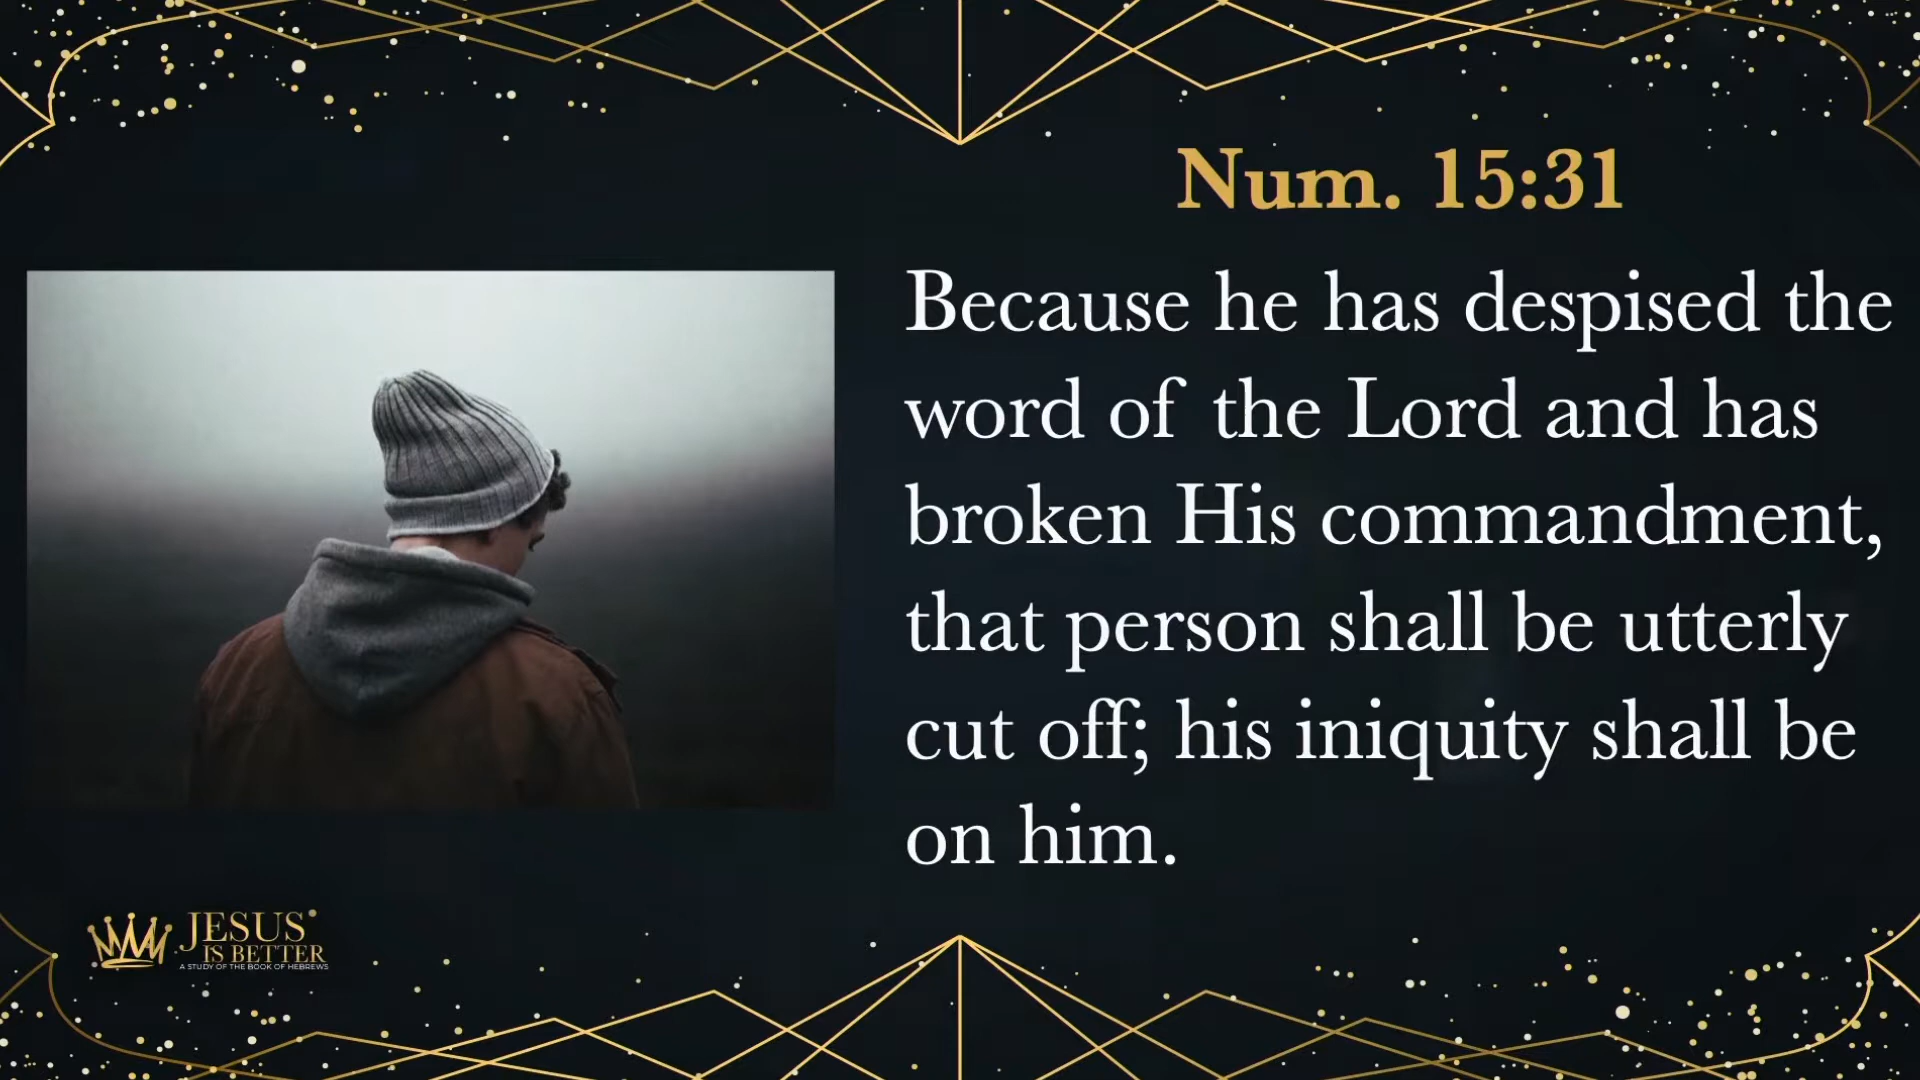 Num. 15:31
Because he has despised the
word of the Lord and has
broken His commandment,
that person shall be utterly
cut off; his iniquity shall be
on him.
JESUS
IS BETTER
A STUDY OF THE BOOK OF HEBREWS